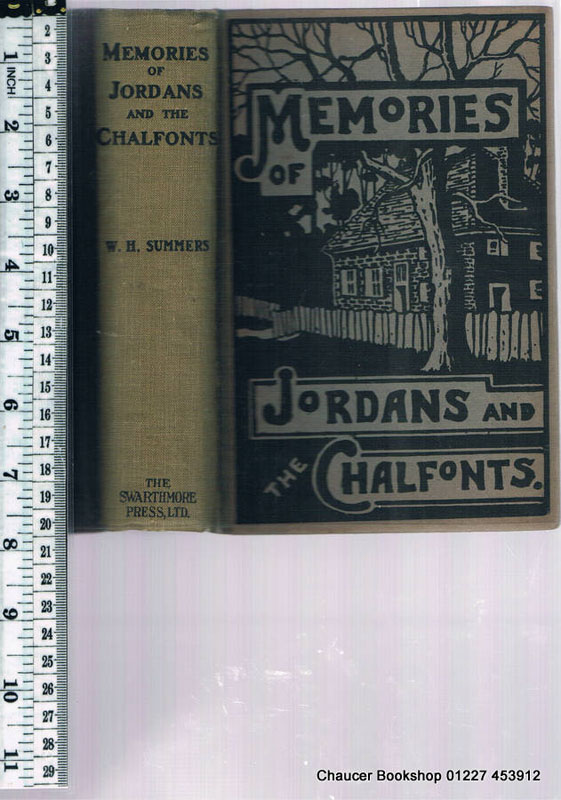 MEMORIES
OF
JORDANS
AND THE
CHALFONTS
W. H. SUMMERS
THE
SWARTHMORE
PRESS, LTD.
MEMORIES
OF
JORDANS AND
THE CHALFONTS.
1 INCH
2
3
4
5
6
7
8
9
10
11
2
3
4
5
6
7
8
9
10
11
12
13
14
15
16
17
18
19
20
21
22
23
24
25
26
27
28
29
Chaucer Bookshop 01227 453912